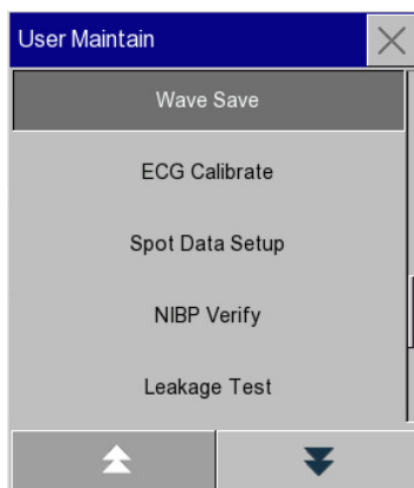 User Maintain
Wave Save
ECG Calibrate
Spot Data Setup
NIBP Verify
Leakage Test